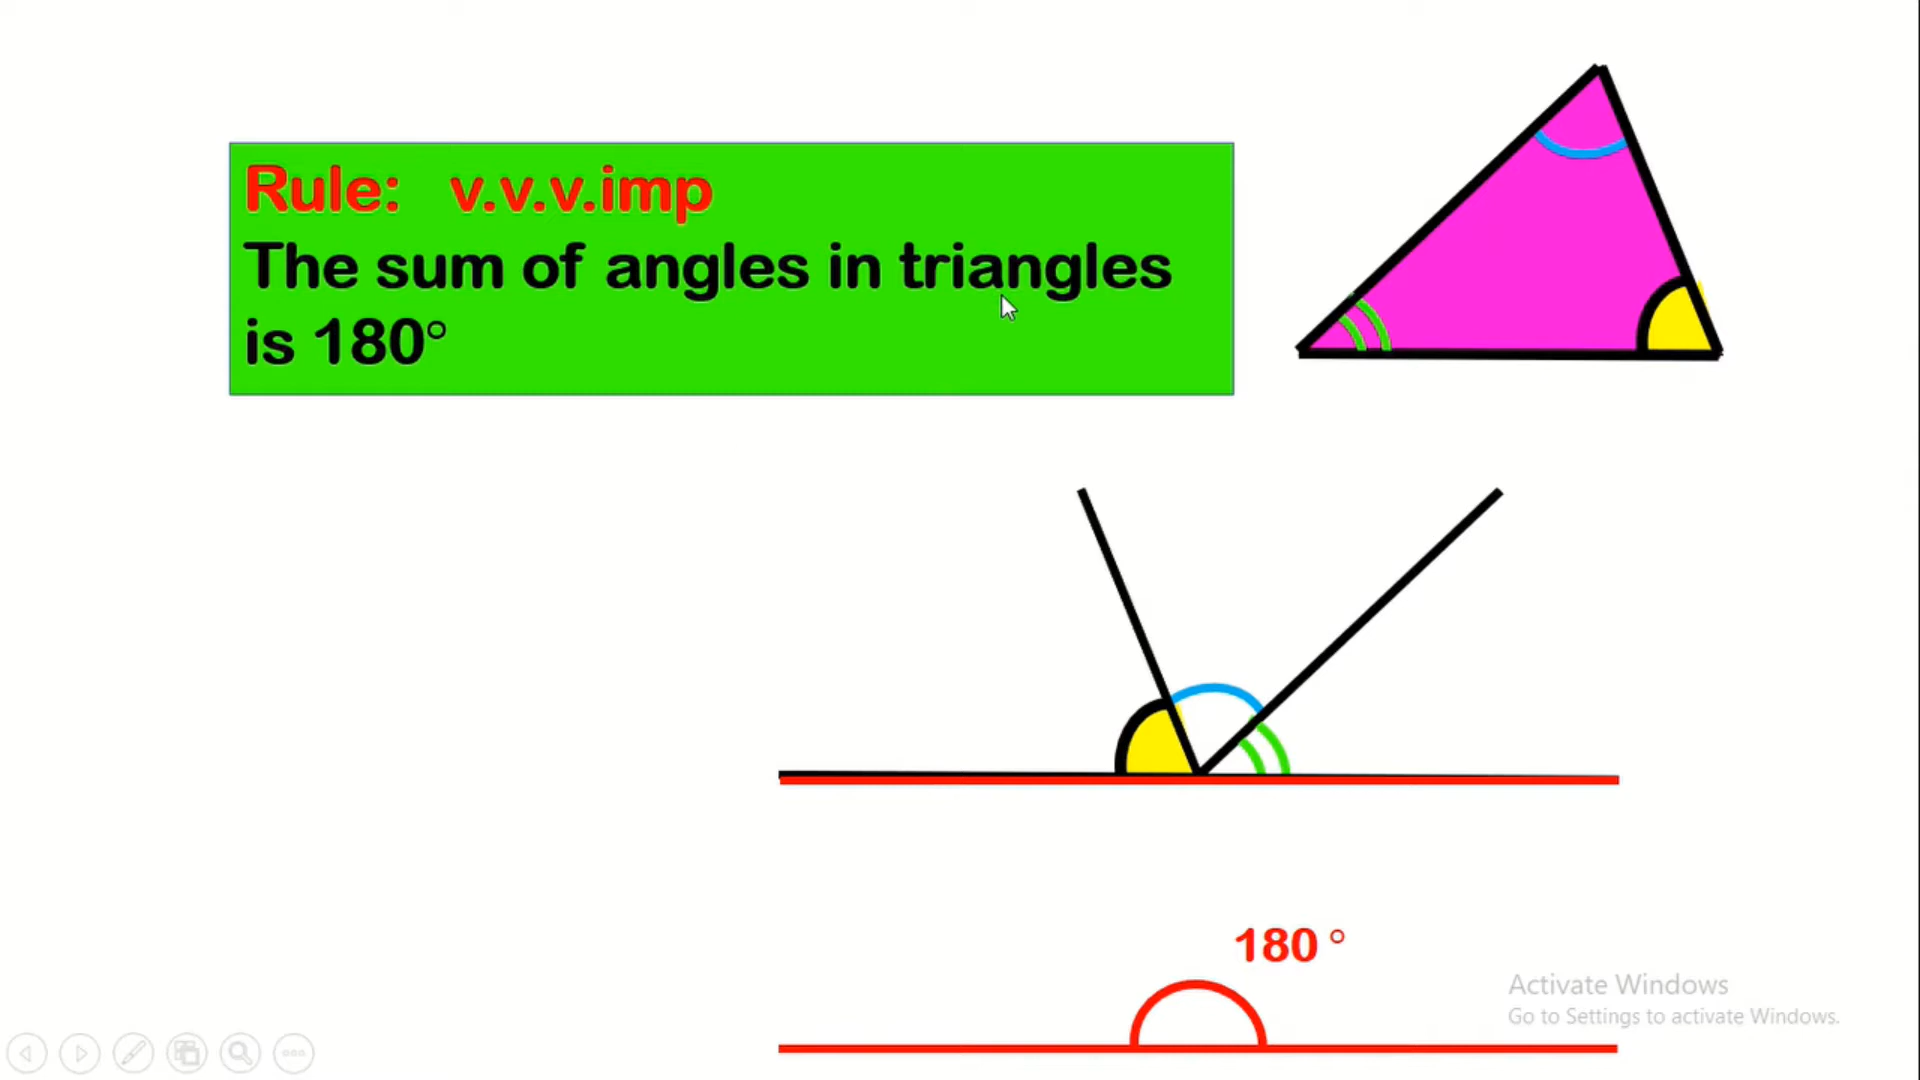 Rule: v.v.v.imp
The sum of angles in triangles
is 180°
180 °
Activate Windows
Go to Settings to activate Windows.